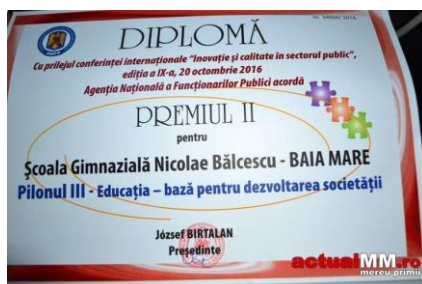 DIPLOMĂ
Cu prilejul conferinței internaționale "Inovație și calitate în sectorul public",
ediția a IX-a, 20 octombrie 2016
Agenția Națională a Funcționarilor Publici acordă
PREMIUL II
pentru
Școala Gimnazială Nicolae Bălcescu - BAIA MARE
Pilonul III - Educația – bază pentru dezvoltarea societății
József BIRTALAN
Președinte
actualMM.ro
mereu primii